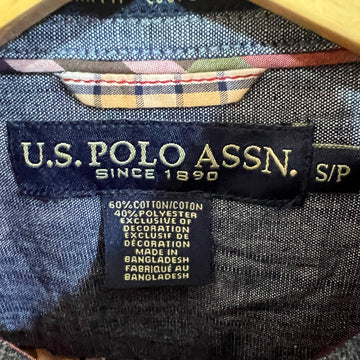 U.S. POLO ASSN.
SINCE 1890
S/P
60%COTTON/COTON
40%POLYESTER
EXCLUSIVE OF
DECORATION
EXCLUSIF DE
DÉCORATION
MADE IN
BANGLADESH
FABRIQUÉ AU
BANGLADESH